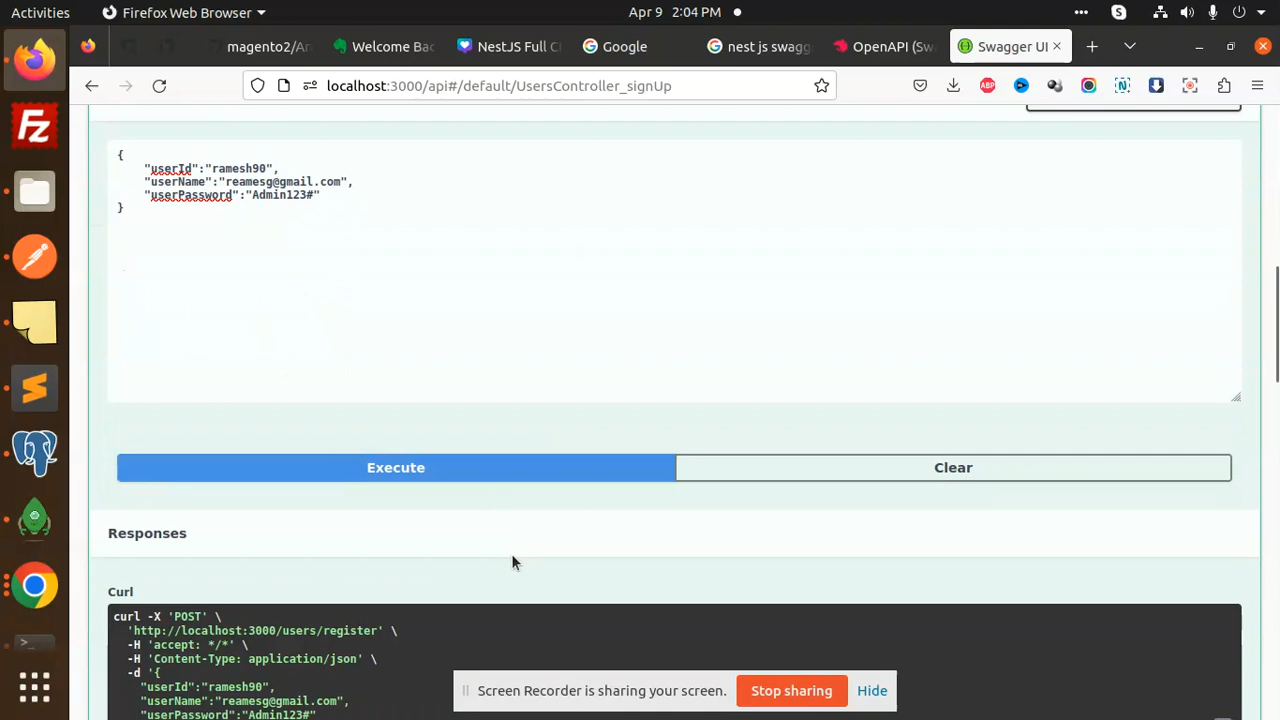 Activities
Firefox Web Browser
Apr 9 2:04 PM
magento2/Ar
Welcome Bac
NestJS Full C
Google
nest js swagg
OpenAPI (Sw
Swagger UI
localhost:3000/api#/default/UsersController_signUp
{
"userId":"ramesh90",
"userName":"reamesg@gmail.com",
"userPassword":"Admin123#"
}
Execute
Clear
Responses
Curl
curl -X 'POST' \
'http://localhost:3000/users/register' \
-H 'accept: */*' \
-H 'Content-Type: application/json' \
-d '{
"userId":"ramesh90",
"userName":"reamesg@gmail.com",
"userPassword":"Admin123#"
Screen Recorder is sharing your screen.
Stop sharing
Hide